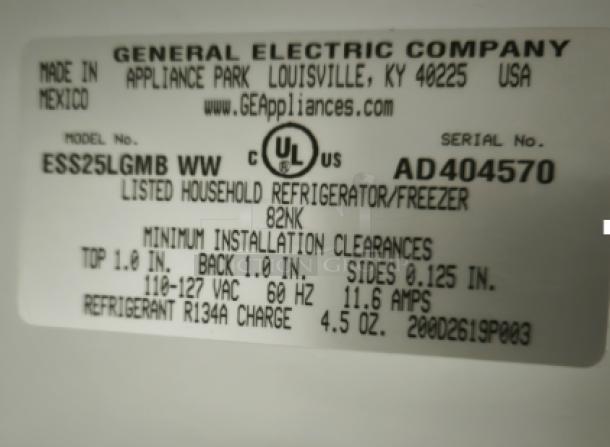 GENERAL ELECTRIC COMPANY
MADE IN MEXICO
APPLIANCE PARK LOUISVILLE, KY 40225 USA
www.GEAppliances.com
MODEL No.
ESS25LGMB WW
C UL ® US
SERIAL No.
AD404570
LISTED HOUSEHOLD REFRIGERATOR/FREEZER
82NK
MINIMUM INSTALLATION CLEARANCES
TOP 1.0 IN. BACK 1.0 IN. SIDES 0.125 IN.
110-127 VAC 60 HZ 11.6 AMPS
REFRIGERANT R134A CHARGE 4.5 OZ. 200D2619P003